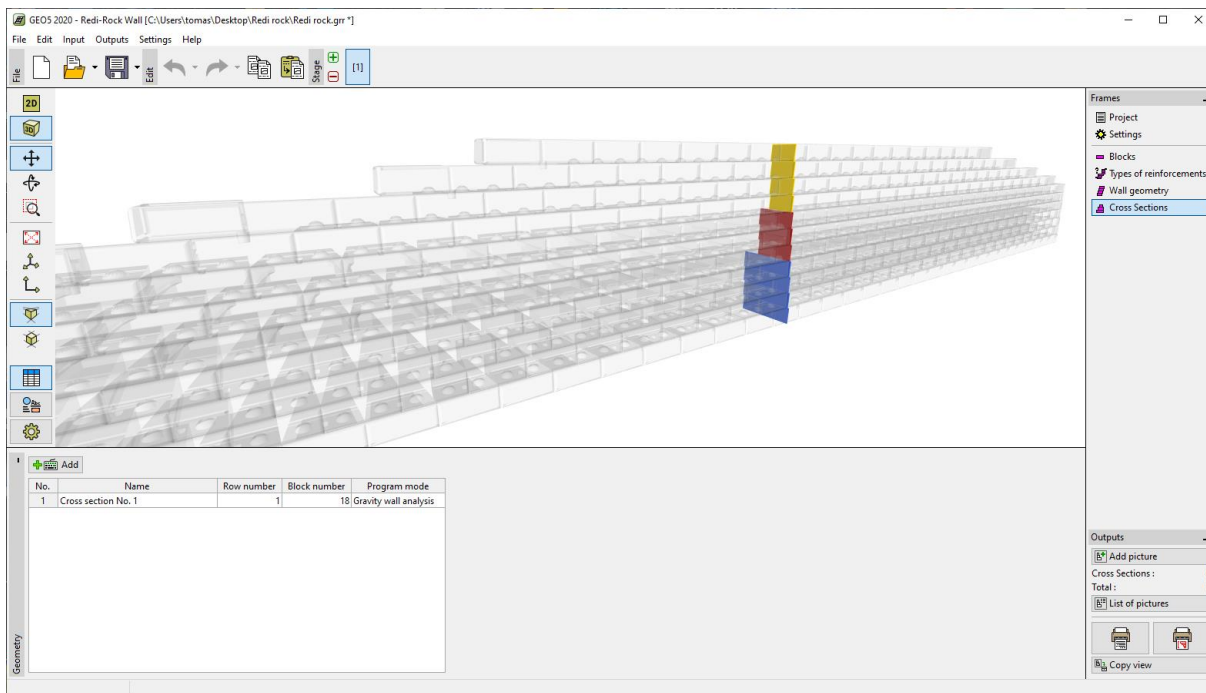 GEO5 2020 - Redi-Rock Wall [C:\Users\tomas\Desktop\Redi rock\Redi rock.grr *]
File Edit Input Outputs Settings Help
File
Edit
Stage
[1]
2D
3D
Frames
Project
Settings
Blocks
Types of reinforcements
Wall geometry
Cross Sections
Add
No. Name Row number Block number Program mode
1 Cross section No. 1 1 18 Gravity wall analysis
Geometry
Outputs
Add picture
Cross Sections :
Total :
List of pictures
Copy view